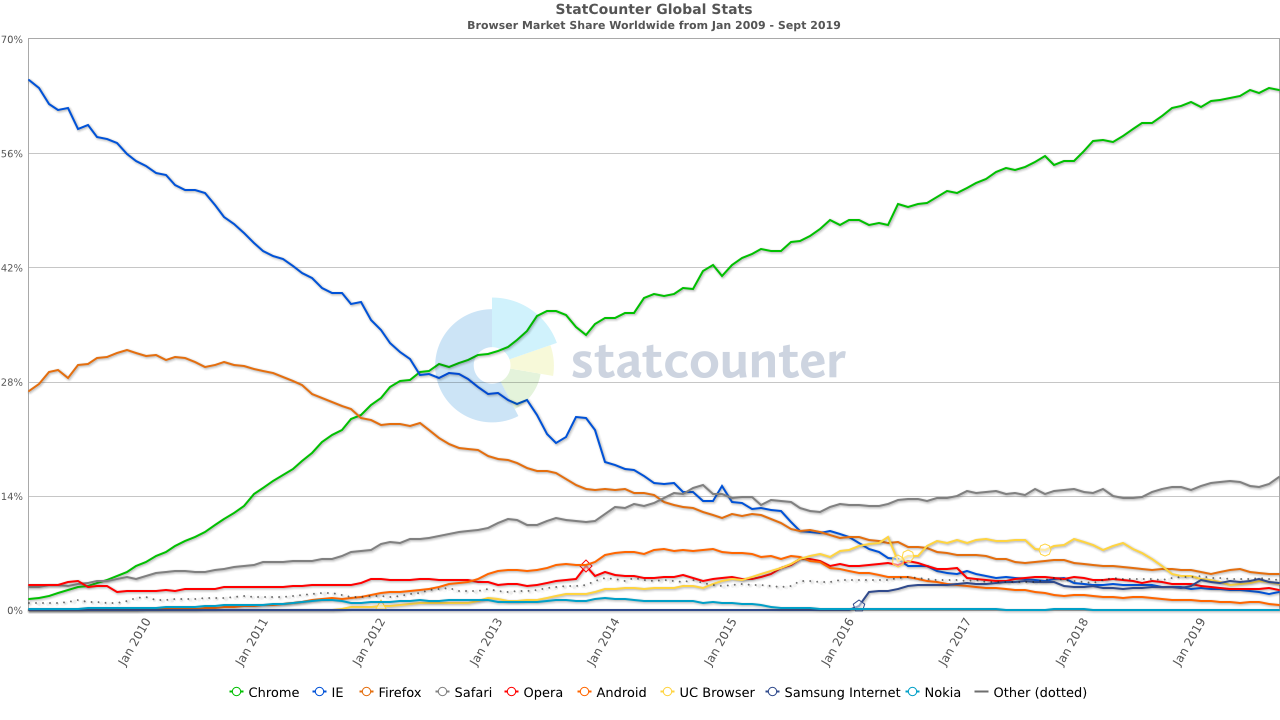 StatCounter Global Stats
Browser Market Share Worldwide from Jan 2009 - Sept 2019
70%
56%
42%
28%
14%
0%
statcounter
Jan 2010
Jan 2011
Jan 2012
Jan 2013
Jan 2014
Jan 2015
Jan 2016
Jan 2017
Jan 2018
Jan 2019
Chrome IE Firefox Safari Opera Android UC Browser Samsung Internet Nokia Other (dotted)